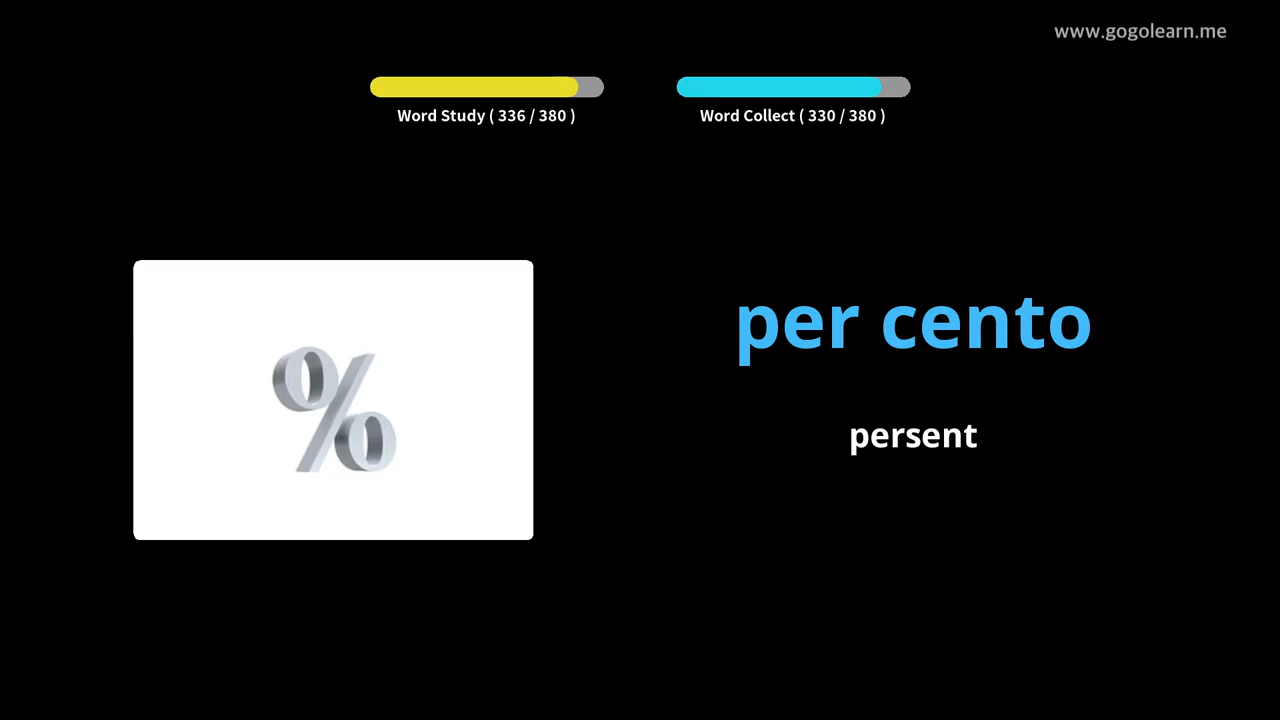 www.gogolearn.me
Word Study ( 336 / 380 )
Word Collect ( 330 / 380 )
%
per cento
persent